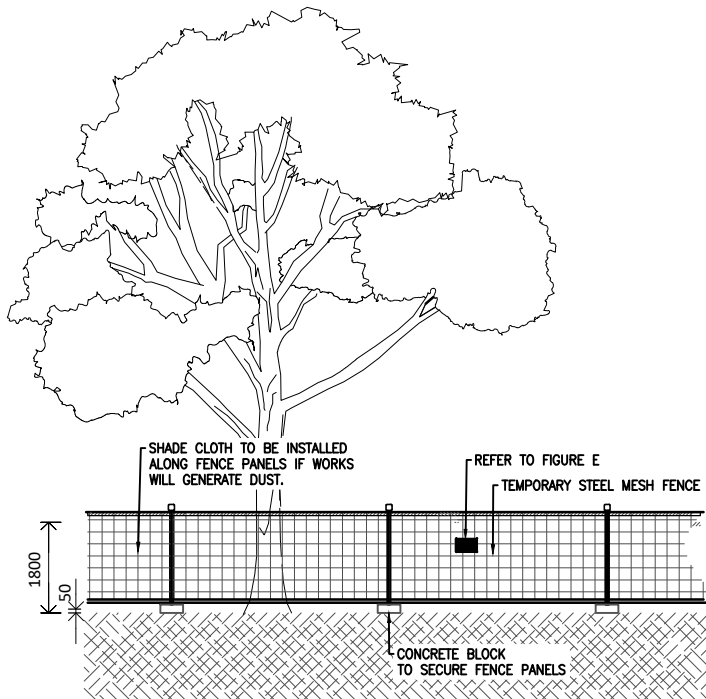 SHADE CLOTH TO BE INSTALLED
ALONG FENCE PANELS IF WORKS
WILL GENERATE DUST.
REFER TO FIGURE E
TEMPORARY STEEL MESH FENCE
1800
50
CONCRETE BLOCK
TO SECURE FENCE PANELS